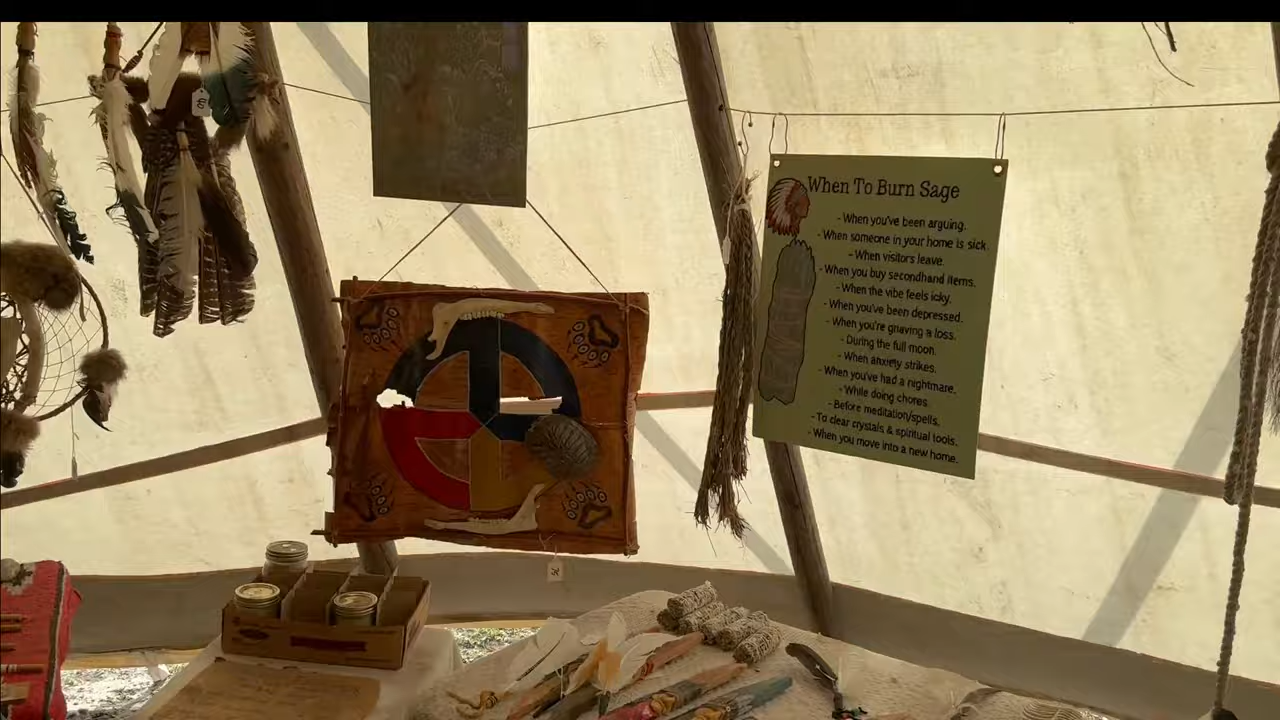 When To Burn Sage
- When you've been arguing.
- When someone in your home is sick.
- When visitors leave.
- When you buy secondhand items.
- When the vibe feels icky.
- When you've been depressed.
- When you're grieving a loss.
- During the full moon.
- When anxiety strikes.
- When you've had a nightmare.
- While doing chores.
- Before meditation/spells.
- To clear crystals & spiritual tools.
- When you move into a new home.